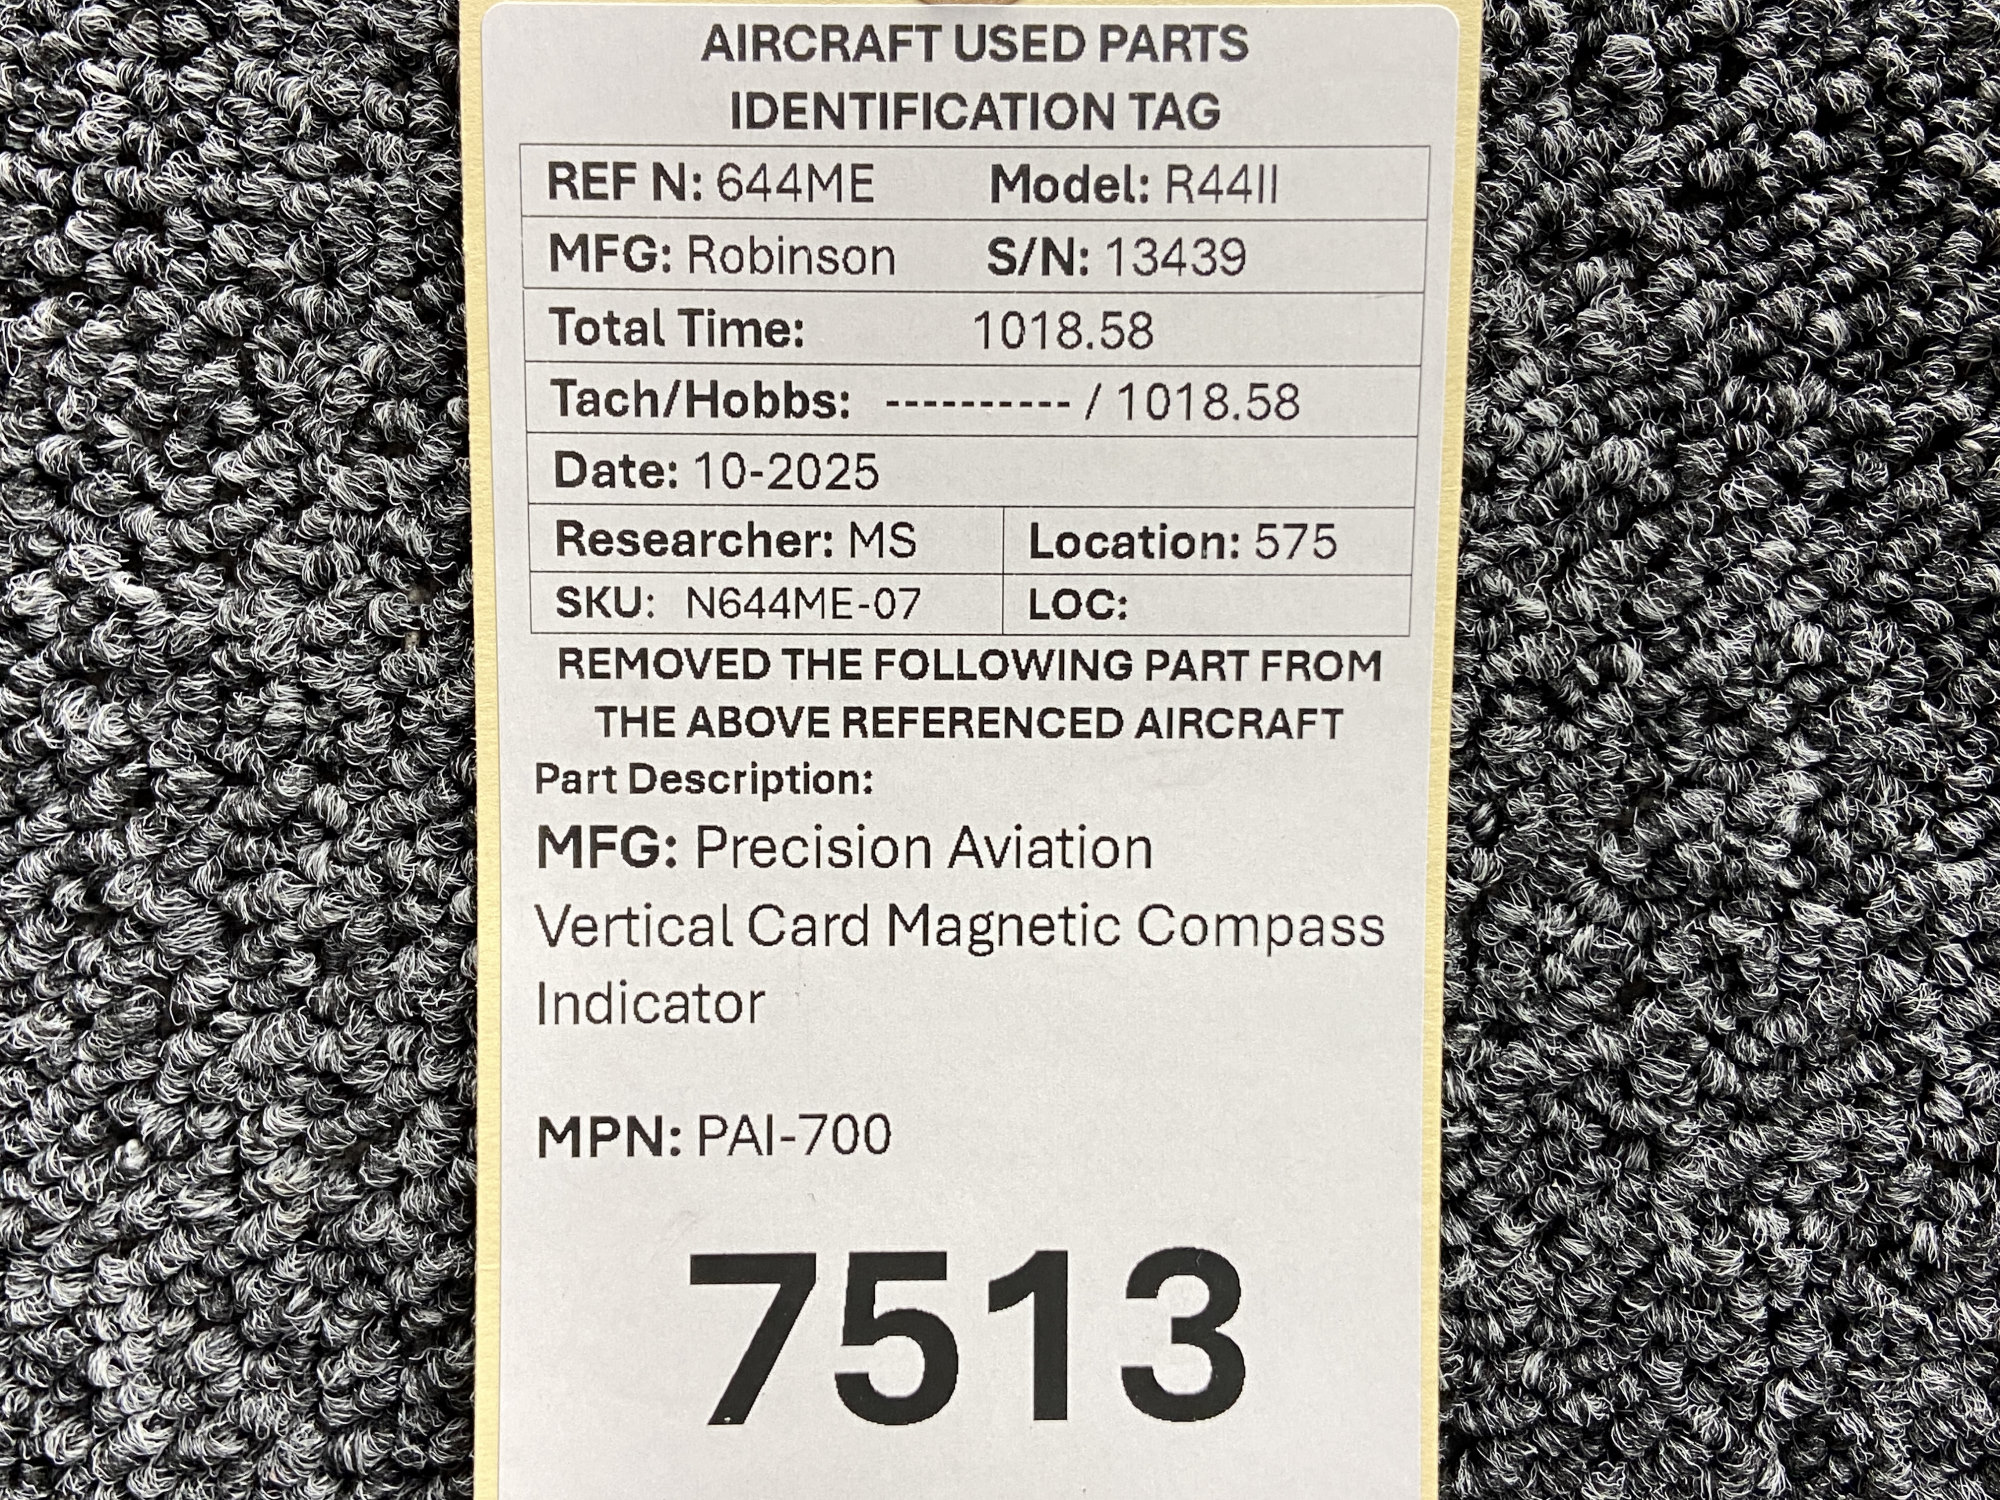 AIRCRAFT USED PARTS
IDENTIFICATION TAG
REF N: 644ME Model: R44II
MFG: Robinson S/N: 13439
Total Time: 1018.58
Tach/Hobbs: ---------- / 1018.58
Date: 10-2025
Researcher: MS Location: 575
SKU: N644ME-07 LOC:
REMOVED THE FOLLOWING PART FROM
THE ABOVE REFERENCED AIRCRAFT
Part Description:
MFG: Precision Aviation
Vertical Card Magnetic Compass
Indicator
MPN: PAI-700
7513